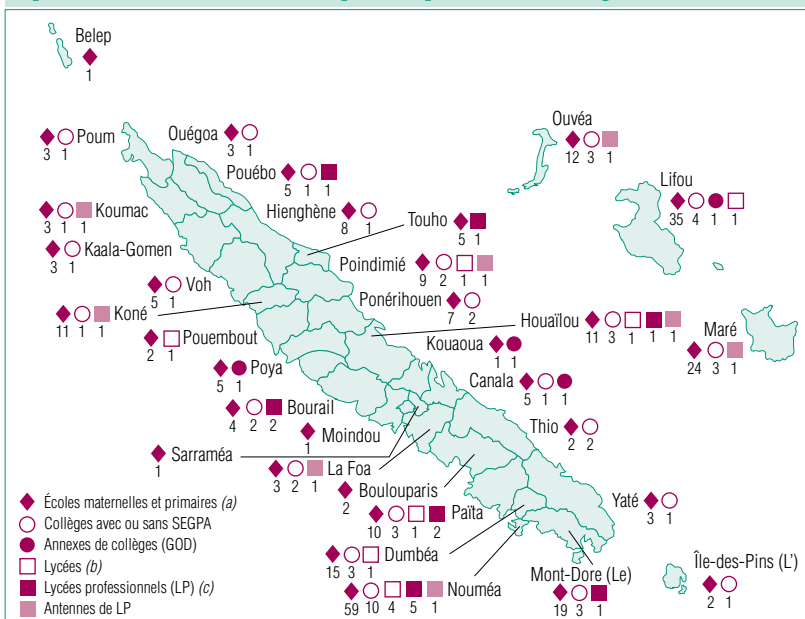 Belep
1
Poum
3 1
Ouégoa
3 1
Pouébo
5 1 1
Ouvéa
12 3 1
Lifou
35 4 1 1
Koumac
3 1 1
Hienghène
8 1
Touho
5 1
Kaala-Gomen
3 1
Poindimié
9 2 1 1
Voh
5 1
Ponérihouen
7 2
Koné
11 1 1
Houaïlou
11 3 1 1 1
Maré
24 3 1
Pouembout
2 1
Kouaoua
1 1
Poya
5 1
Canala
5 1 1
Bourail
4 2 2
Thio
2 2
Moindou
1
Sarraméa
1
La Foa
3 2 1
Boulouparis
2
Yaté
3 1
Païta
10 3 1 2
Dumbéa
15 3 1
Nouméa
59 10 4 5 1
Mont-Dore (Le)
19 3 1
Île-des-Pins (L')
2 1
Écoles maternelles et primaires (a)
Collèges avec ou sans SEGPA
Annexes de collèges (GOD)
Lycées (b)
Lycées professionnels (LP) (c)
Antennes de LP